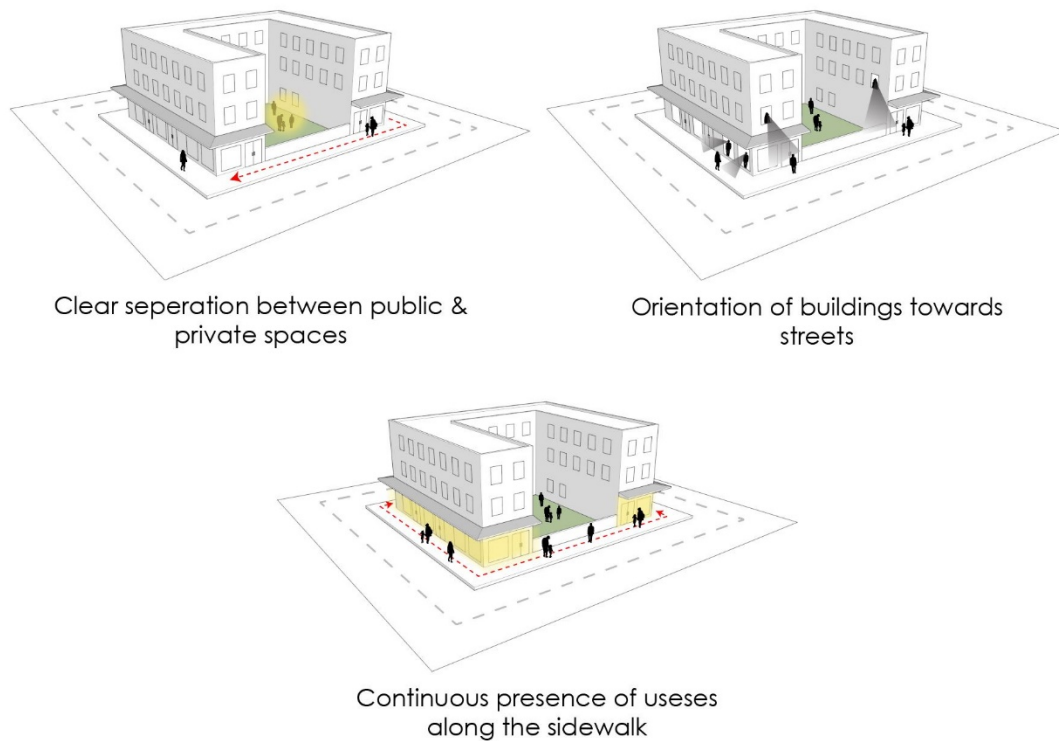 Clear seperation between public &
private spaces
Orientation of buildings towards
streets
Continuous presence of useses
along the sidewalk